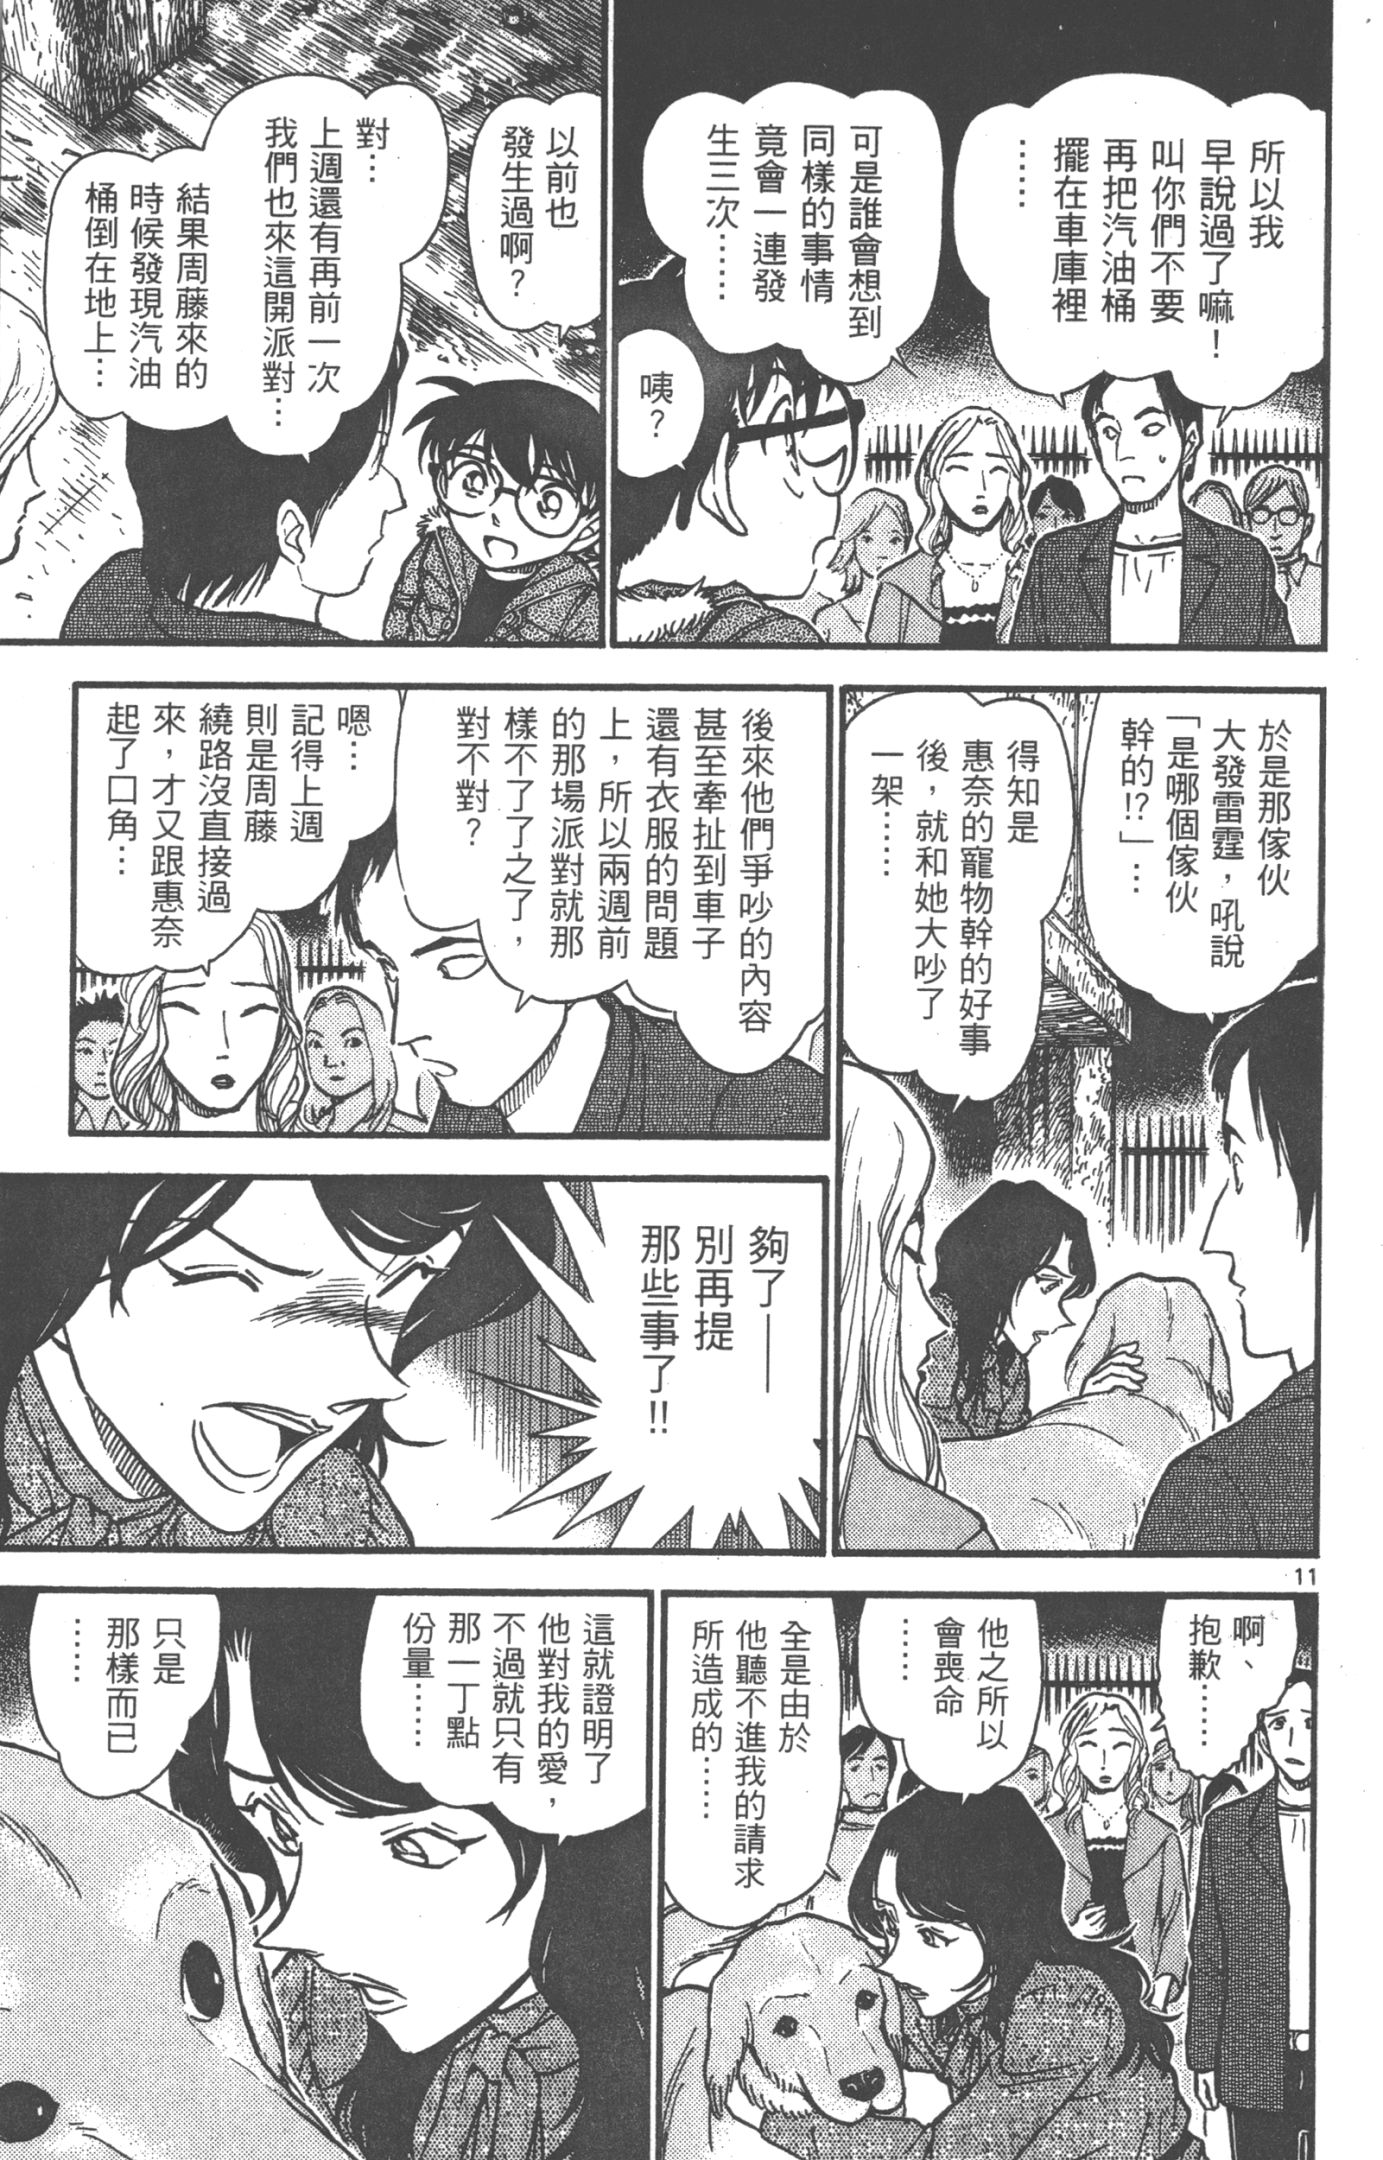 所以我
早說過了嘛！
叫你們不要
再把汽油桶
擺在車庫裡
……
可是誰會想到
同樣的事情
竟會一連發
生三次……
咦？
以前也
發生過啊？
對…
上週還有再前一次
我們也來這開派對…
結果周藤來的
時候發現汽油
桶倒在地上…
於是那傢伙
大發雷霆，吼說
「是哪個傢伙
幹的!?」…
得知是
惠奈的寵物幹的好事
後，就和她大吵了
一架……
後來他們爭吵的內容
甚至牽扯到車子
還有衣服的問題
上，所以兩週前
的那場派對就那
樣不了了之了，
對不對？
嗯…
記得上週
則是周藤
繞路沒直接過
來，才又跟惠奈
起了口角…
夠了——
別再提
那些事了!!
11
啊、
抱歉……
他之所以
會喪命
……
全是由於
他聽不進我的請求
所造成的……
這就證明了
他對我的愛，
不過就只有
那一丁點
份量……
只是
那樣而已
……